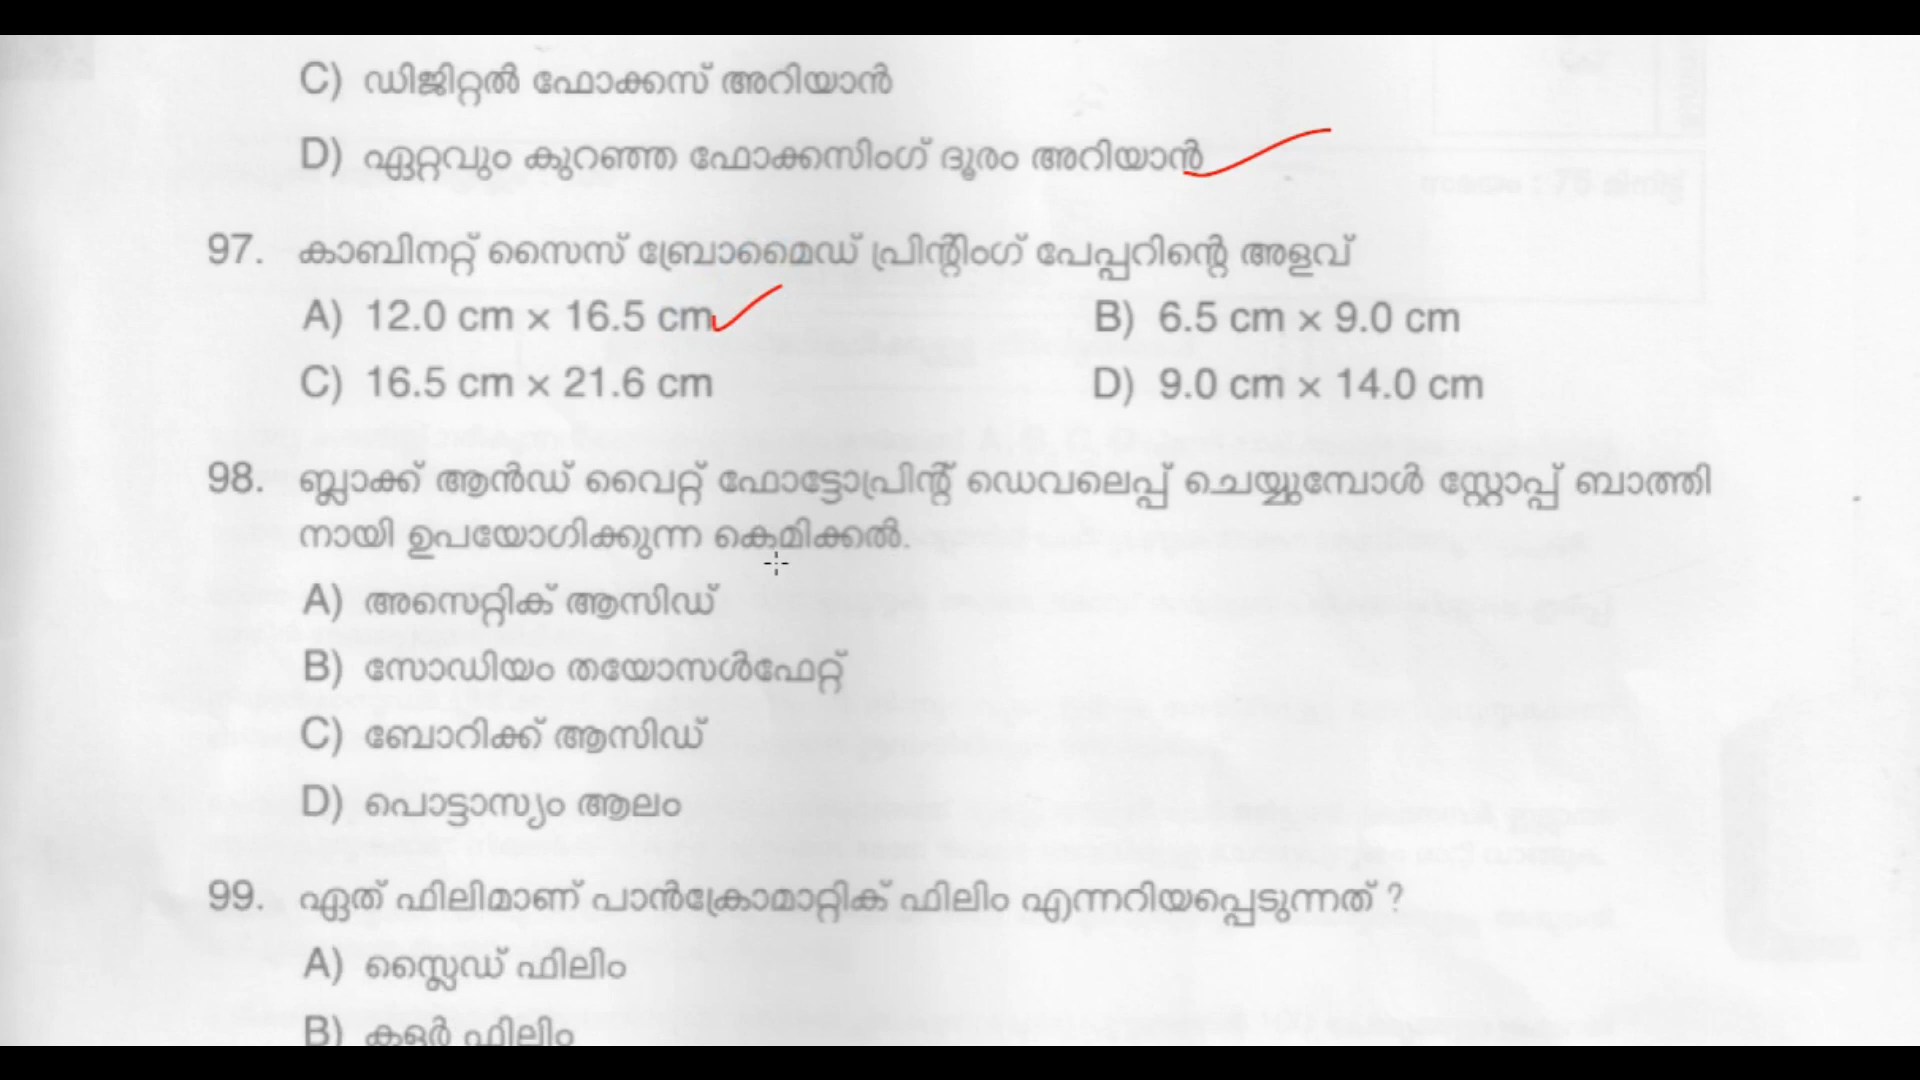 C) ഡിജിറ്റൽ ഫോക്കസ് അറിയാൻ
D) ഏറ്റവും കുറഞ്ഞ ഫോക്കസിംഗ് ദൂരം അറിയാൻ
97. കാബിനറ്റ് സൈസ് ബ്രോമൈഡ് പ്രിന്റിംഗ് പേപ്പറിന്റെ അളവ്
A) 12.0 cm × 16.5 cm B) 6.5 cm × 9.0 cm
C) 16.5 cm × 21.6 cm D) 9.0 cm × 14.0 cm
98. ബ്ലാക്ക് ആൻഡ് വൈറ്റ് ഫോട്ടോപ്രിന്റ് ഡെവലെപ്പ് ചെയ്യുമ്പോൾ സ്റ്റോപ്പ് ബാത്തി
നായി ഉപയോഗിക്കുന്ന കെമിക്കൽ.
A) അസെറ്റിക് ആസിഡ്
B) സോഡിയം തയോസൾഫേറ്റ്
C) ബോറിക്ക് ആസിഡ്
D) പൊട്ടാസ്യം ആലം
99. ഏത് ഫിലിമാണ് പാൻക്രോമാറ്റിക് ഫിലിം എന്നറിയപ്പെടുന്നത് ?
A) സ്ലൈഡ് ഫിലിം
B) കളർ ഫിലിം